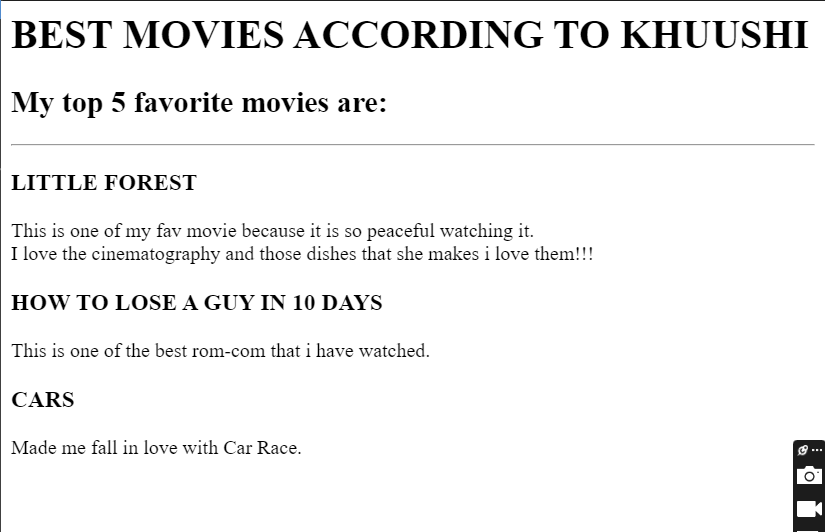 BEST MOVIES ACCORDING TO KHUUSHI
My top 5 favorite movies are:
LITTLE FOREST
This is one of my fav movie because it is so peaceful watching it.
I love the cinematography and those dishes that she makes i love them!!!
HOW TO LOSE A GUY IN 10 DAYS
This is one of the best rom-com that i have watched.
CARS
Made me fall in love with Car Race.